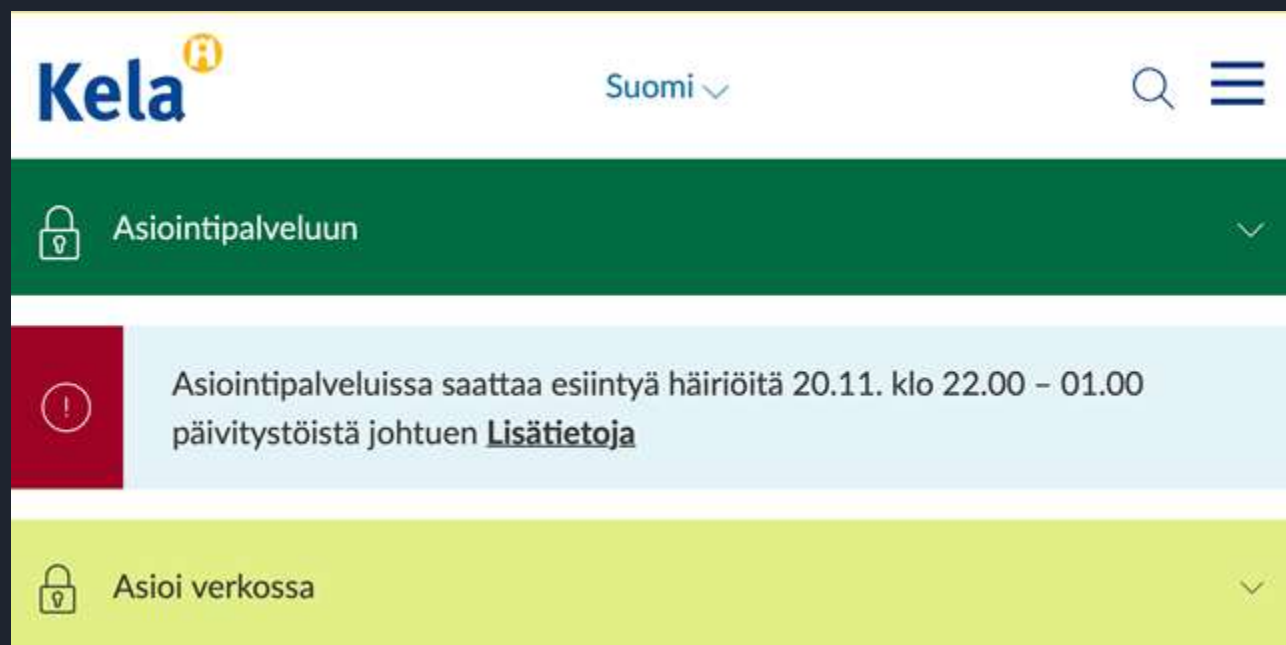 Kela
Suomi
Asiointipalveluun
Asiointipalveluissa saattaa esiintyä häiriöitä 20.11. klo 22.00 – 01.00
päivitystöistä johtuen Lisätietoja
Asioi verkossa